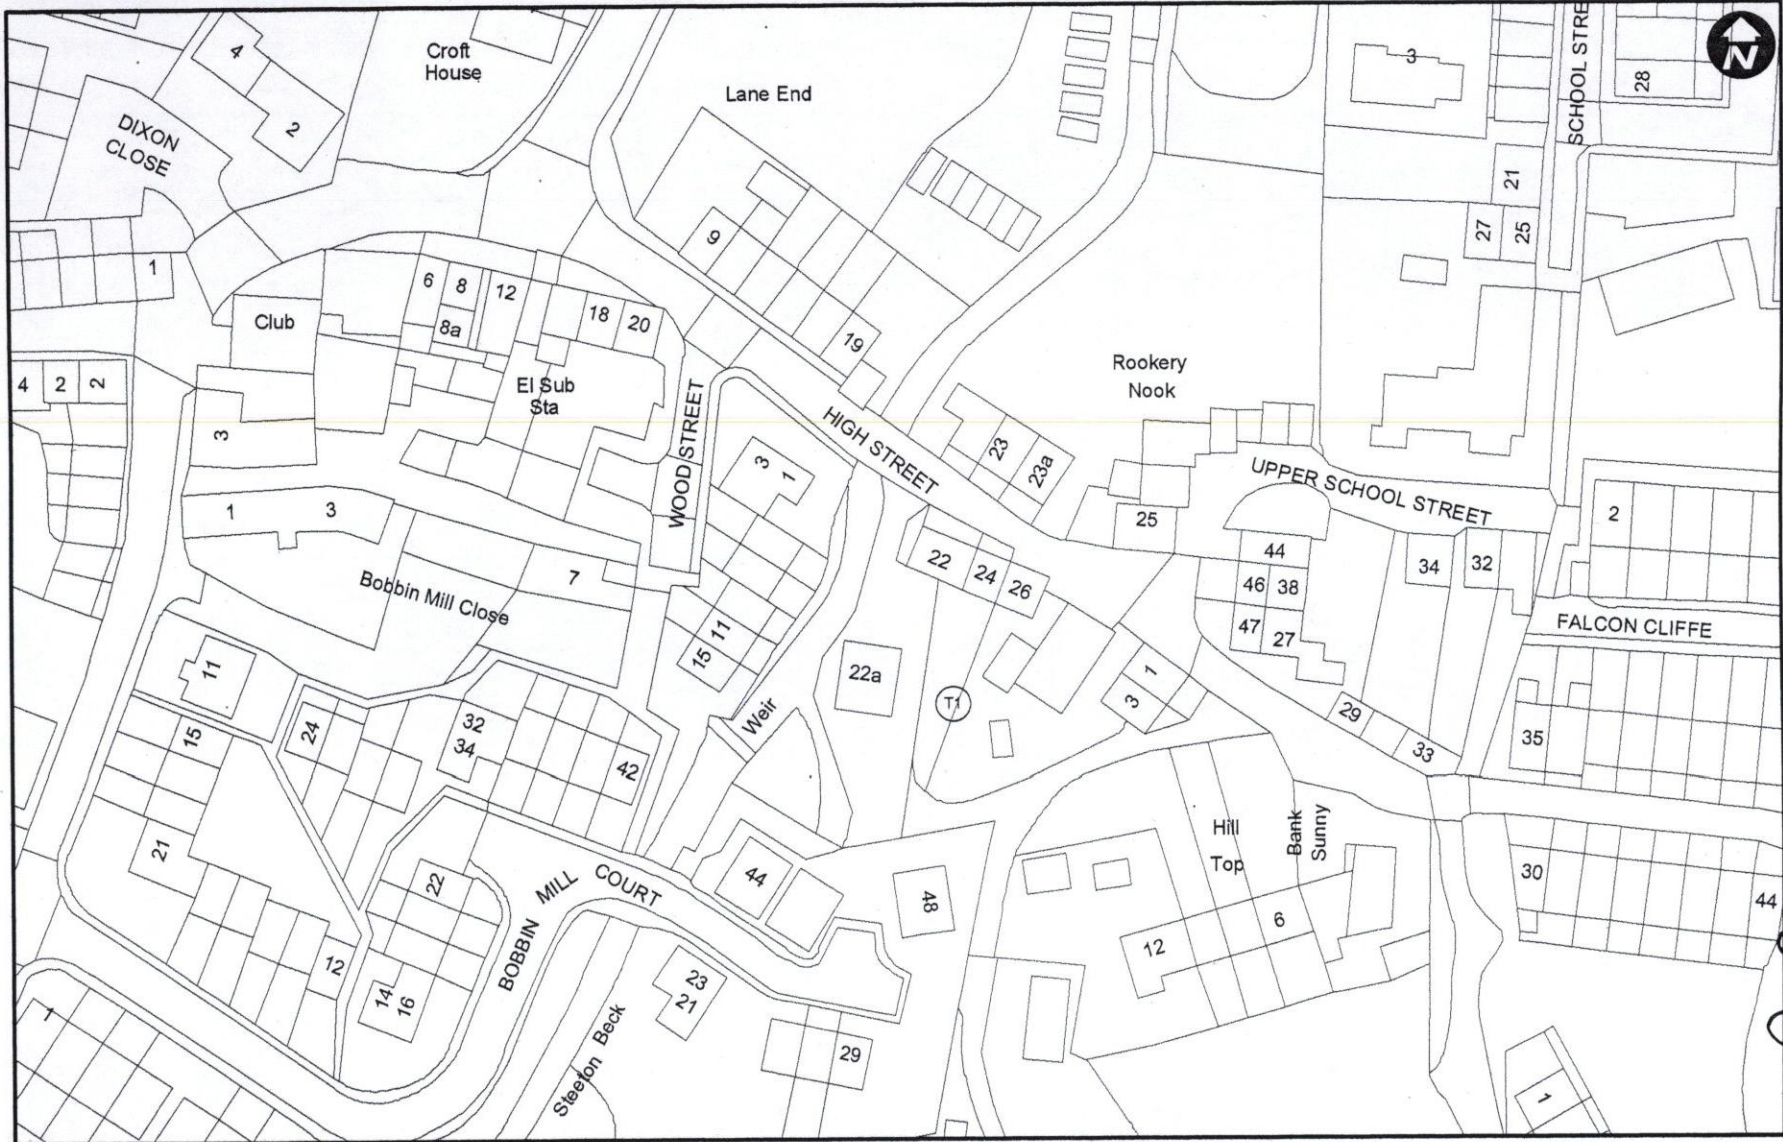 4
2
Croft
House
Lane End
3
SCHOOL STREE
28
N
DIXON
CLOSE
21
27
25
9
1
6
8
12
8a
18
20
Club
19
4
2
2
El Sub
Sta
WOOD STREET
HIGH STREET
Rookery
Nook
3
3
1
23
23a
UPPER SCHOOL STREET
1
3
25
2
22
24
26
44
34
32
7
Bobbin Mill Close
46
38
47
27
FALCON CLIFFE
11
15
11
22a
T1
1
3
Weir
24
32
34
15
42
29
33
35
21
22
BOBBIN MILL COURT
44
48
Hill
Top
Bank
Sunny
30
44
12
6
12
14
16
23
21
29
Steeton Beck
1
1